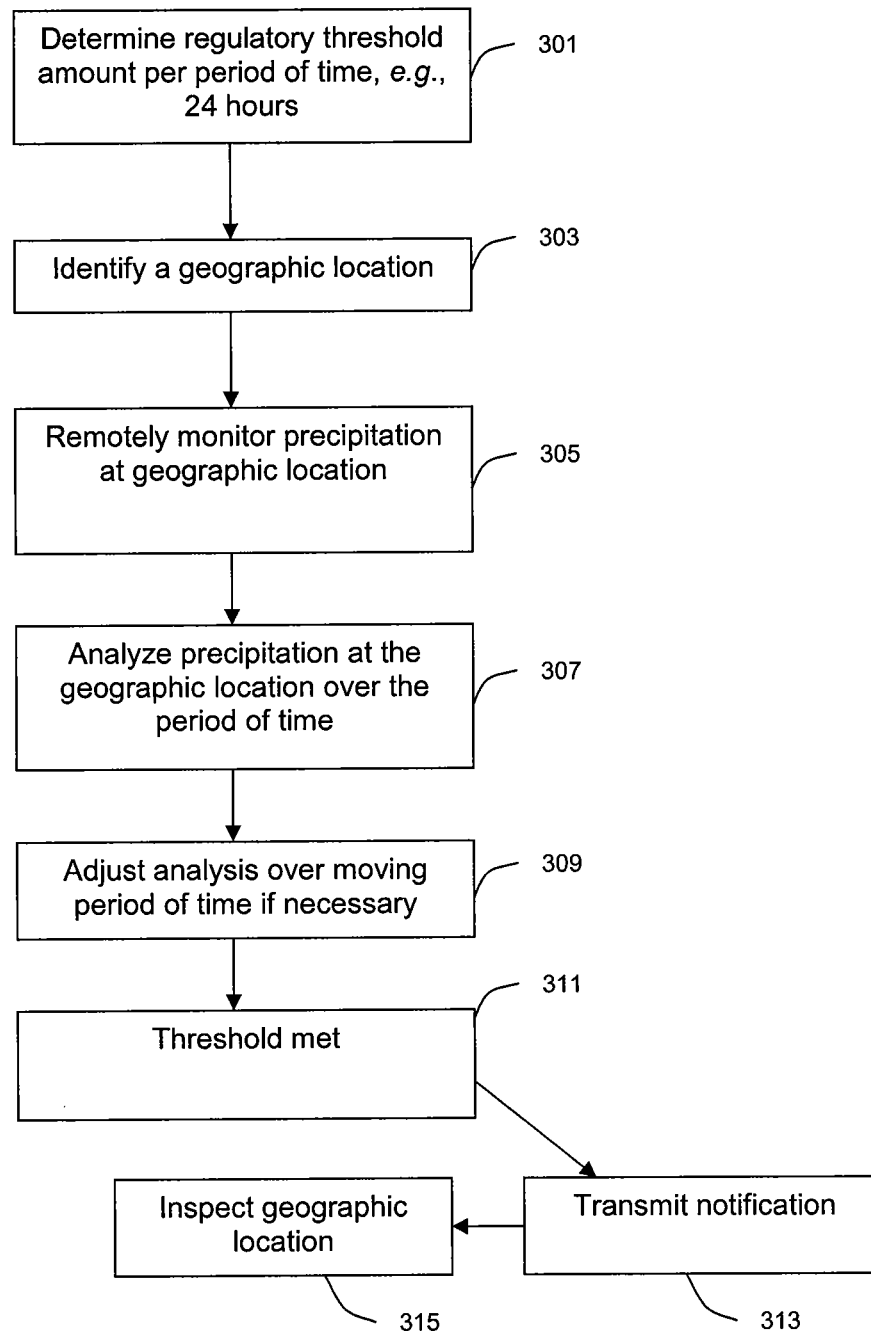 Determine regulatory threshold
amount per period of time, e.g.,
24 hours
301
Identify a geographic location
303
Remotely monitor precipitation
at geographic location
305
Analyze precipitation at the
geographic location over the
period of time
307
Adjust analysis over moving
period of time if necessary
309
311
Threshold met
Transmit notification
313
Inspect geographic
location
315